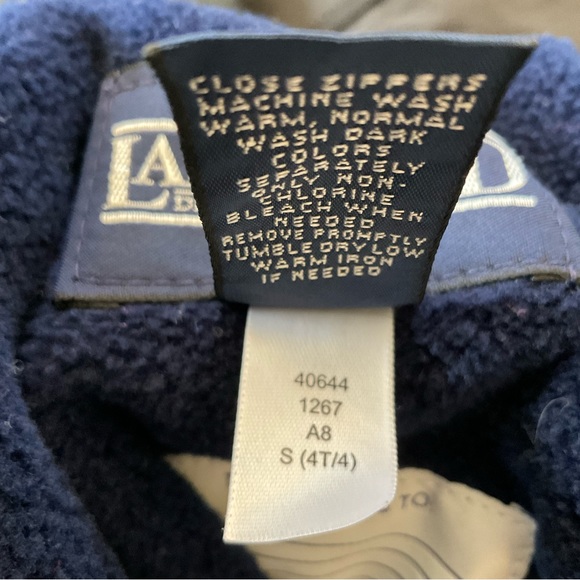 CLOSE ZIPPERS
MACHINE WASH
WARM, NORMAL
WASH DARK
COLORS
SEPARATELY
ONLY NON-
CHLORINE
BLEACH WHEN
NEEDED
REMOVE PROMPTLY
TUMBLE DRY LOW
WARM IRON
IF NEEDED
40644
1267
A8
S (4T/4)
TO